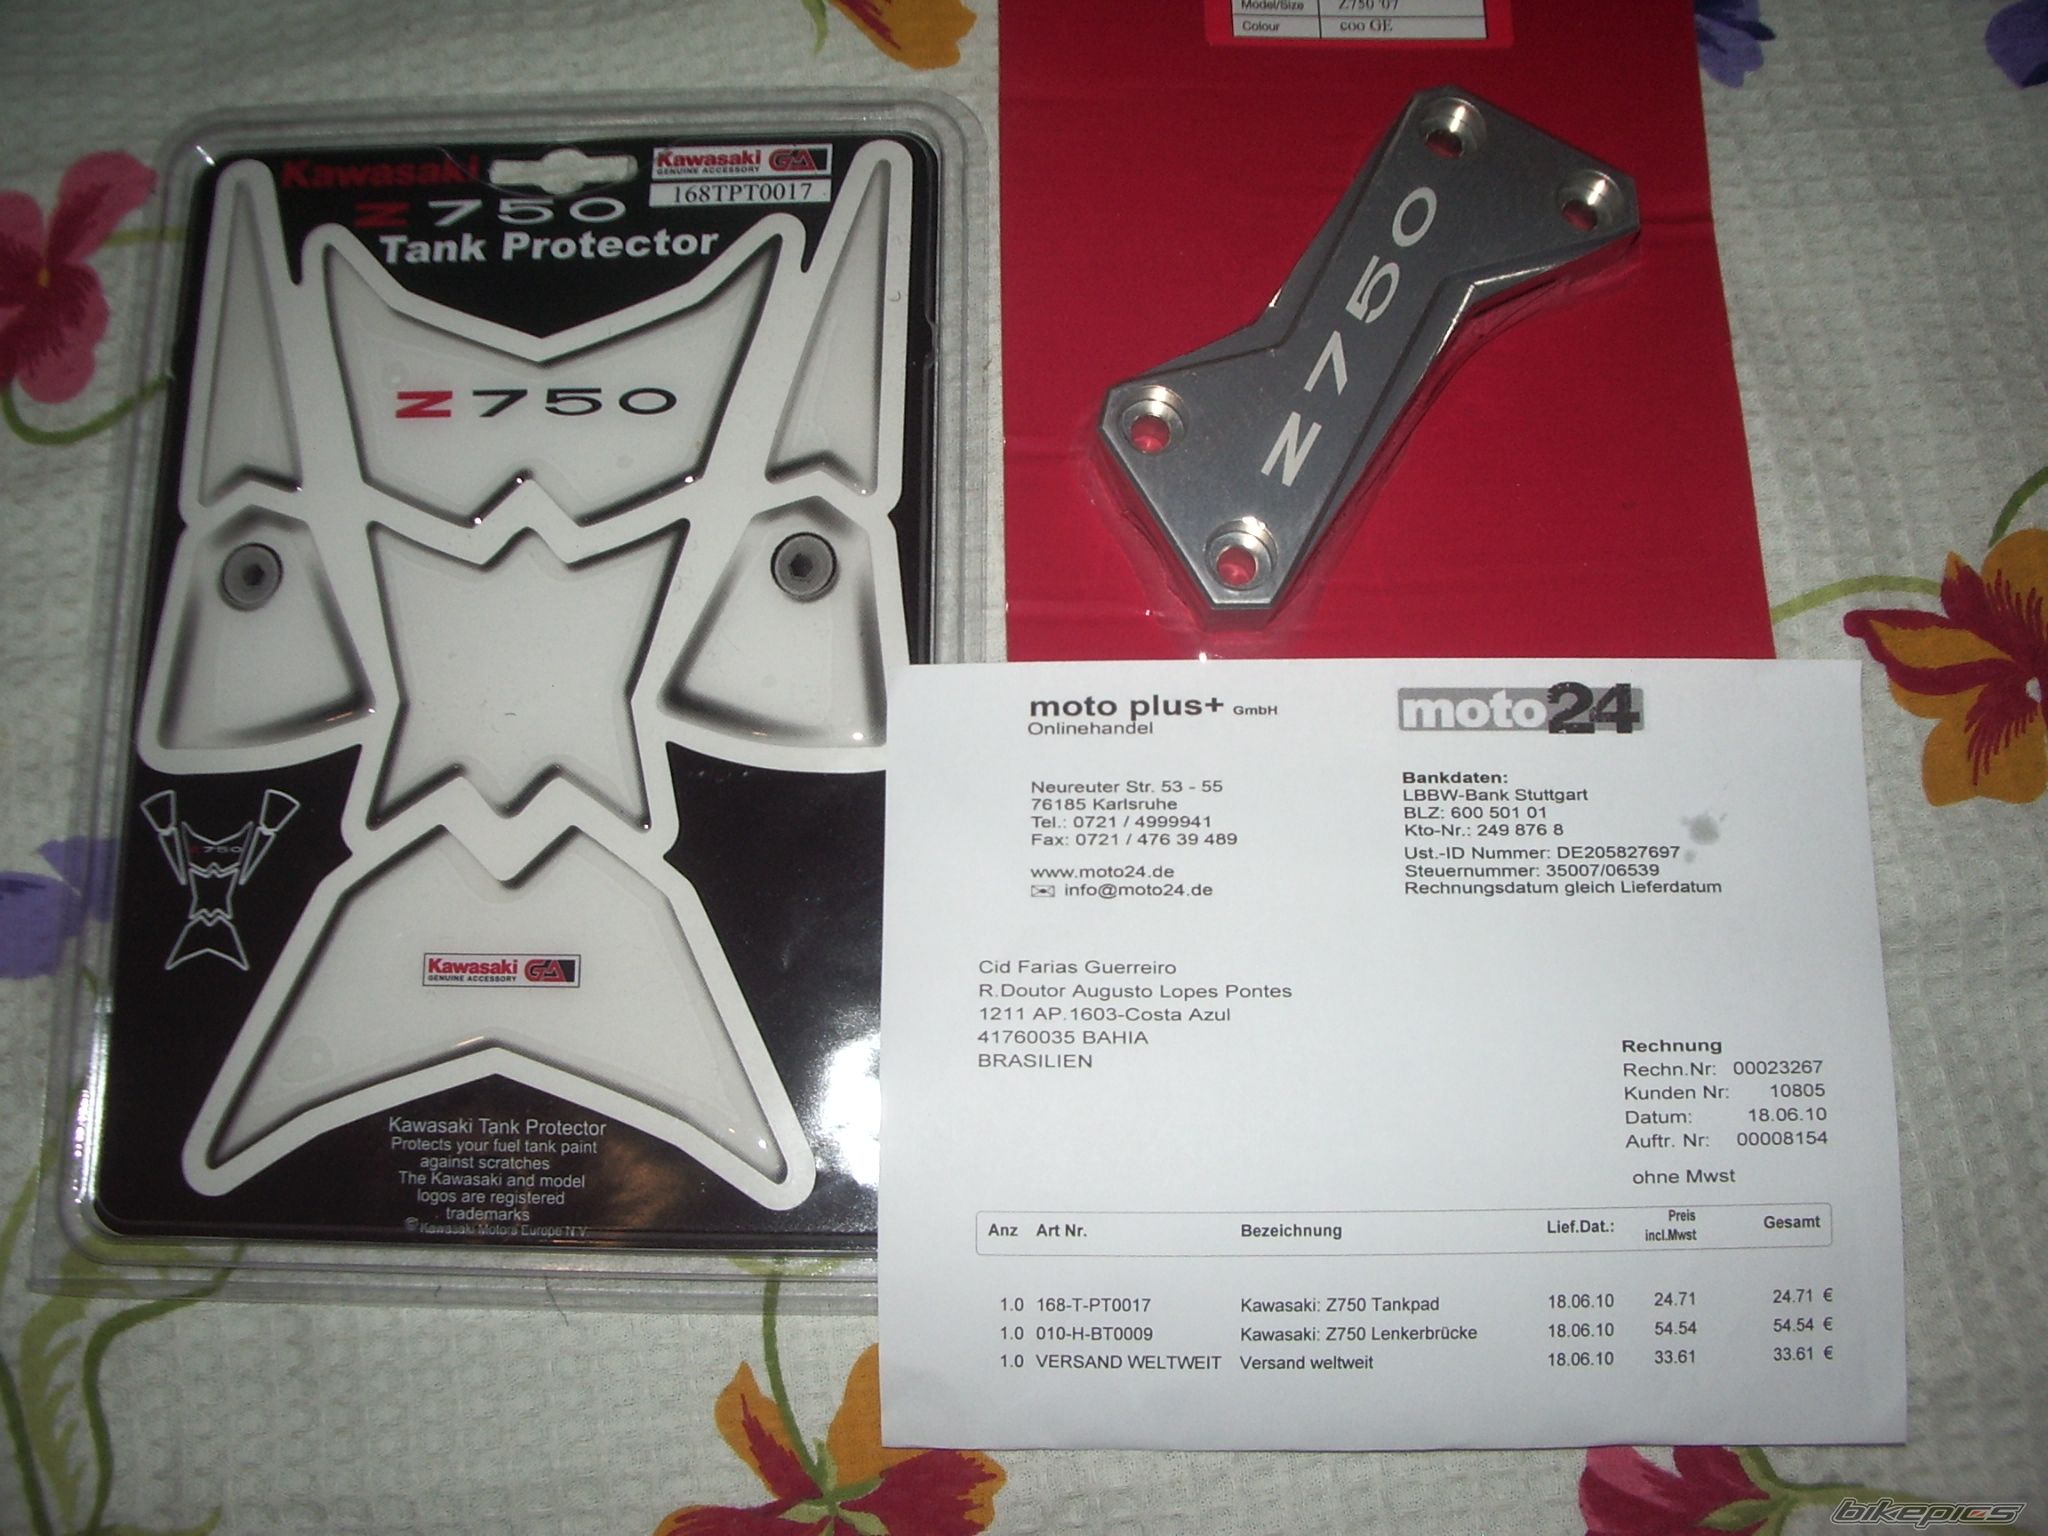 Kawasaki
Kawasaki GA
GENUINE ACCESSORY
168TPT0017
Z750
Tank Protector
Z750
Z750
Kawasaki GA
GENUINE ACCESSORY
Kawasaki Tank Protector
Protects your fuel tank paint
against scratches
The Kawasaki and model
logos are registered
trademarks
© Kawasaki Motors Europe N.V.
Model/Size Z750 '07
Colour coo GE
Z750
moto plus+ GmbH
Onlinehandel
Neureuter Str. 53 - 55
76185 Karlsruhe
Tel.: 0721 / 4999941
Fax: 0721 / 476 39 489
www.moto24.de
info@moto24.de
moto24
Bankdaten:
LBBW-Bank Stuttgart
BLZ: 600 501 01
Kto-Nr.: 249 876 8
Ust.-ID Nummer: DE205827697
Steuernummer: 35007/06539
Rechnungsdatum gleich Lieferdatum
Cid Farias Guerreiro
R.Doutor Augusto Lopes Pontes
1211 AP.1603-Costa Azul
41760035 BAHIA
BRASILIEN
Rechnung
Rechn.Nr: 00023267
Kunden Nr: 10805
Datum: 18.06.10
Auftr. Nr: 00008154
ohne Mwst
Anz Art Nr. Bezeichnung Lief.Dat.: Preis incl.Mwst Gesamt
1.0 168-T-PT0017 Kawasaki: Z750 Tankpad 18.06.10 24.71 24.71 €
1.0 010-H-BT0009 Kawasaki: Z750 Lenkerbrücke 18.06.10 54.54 54.54 €
1.0 VERSAND WELTWEIT Versand weltweit 18.06.10 33.61 33.61 €
bikepics